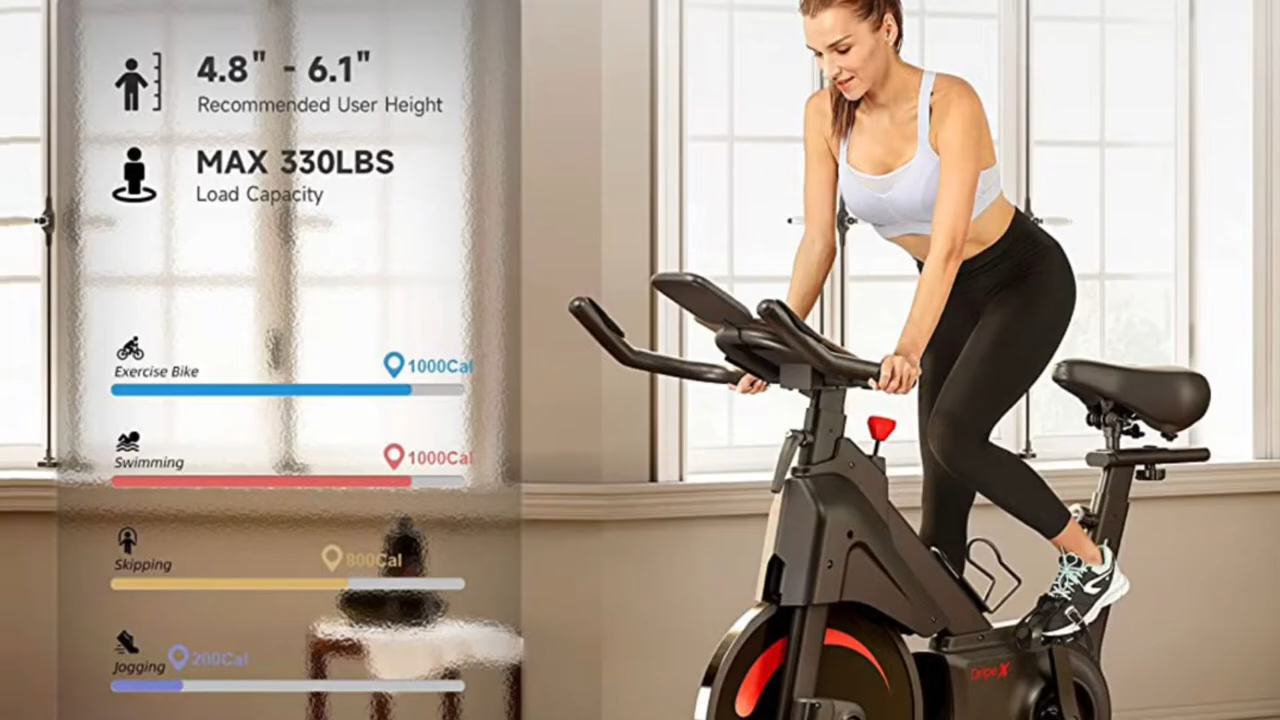 4.8" - 6.1"
Recommended User Height
MAX 330LBS
Load Capacity
Exercise Bike
1000Cal
Swimming
1000Cal
Skipping
800Cal
Jogging
200Cal
DripeX